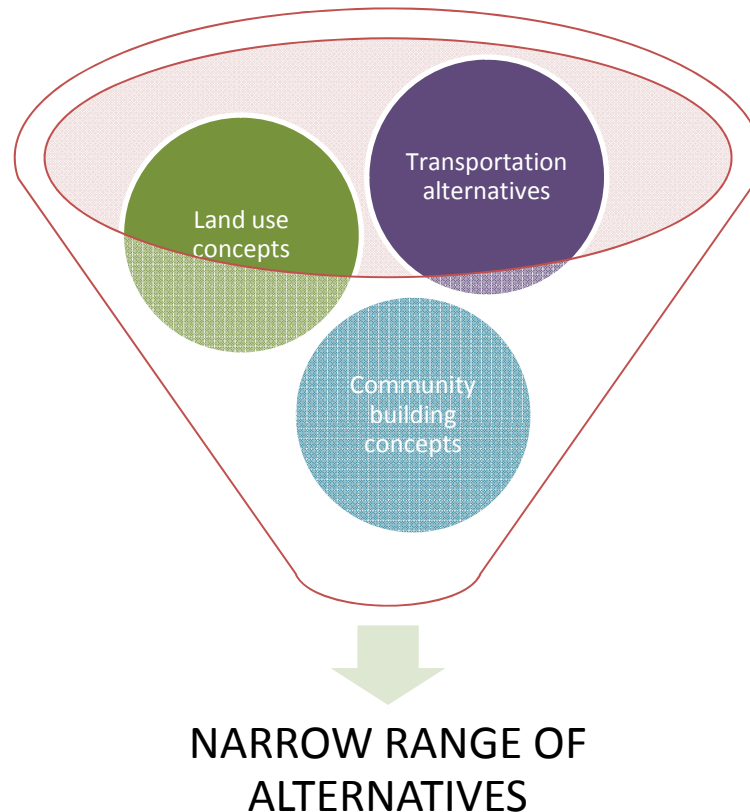 Transportation
alternatives
Land use
concepts
Community
building
concepts
NARROW RANGE OF
ALTERNATIVES